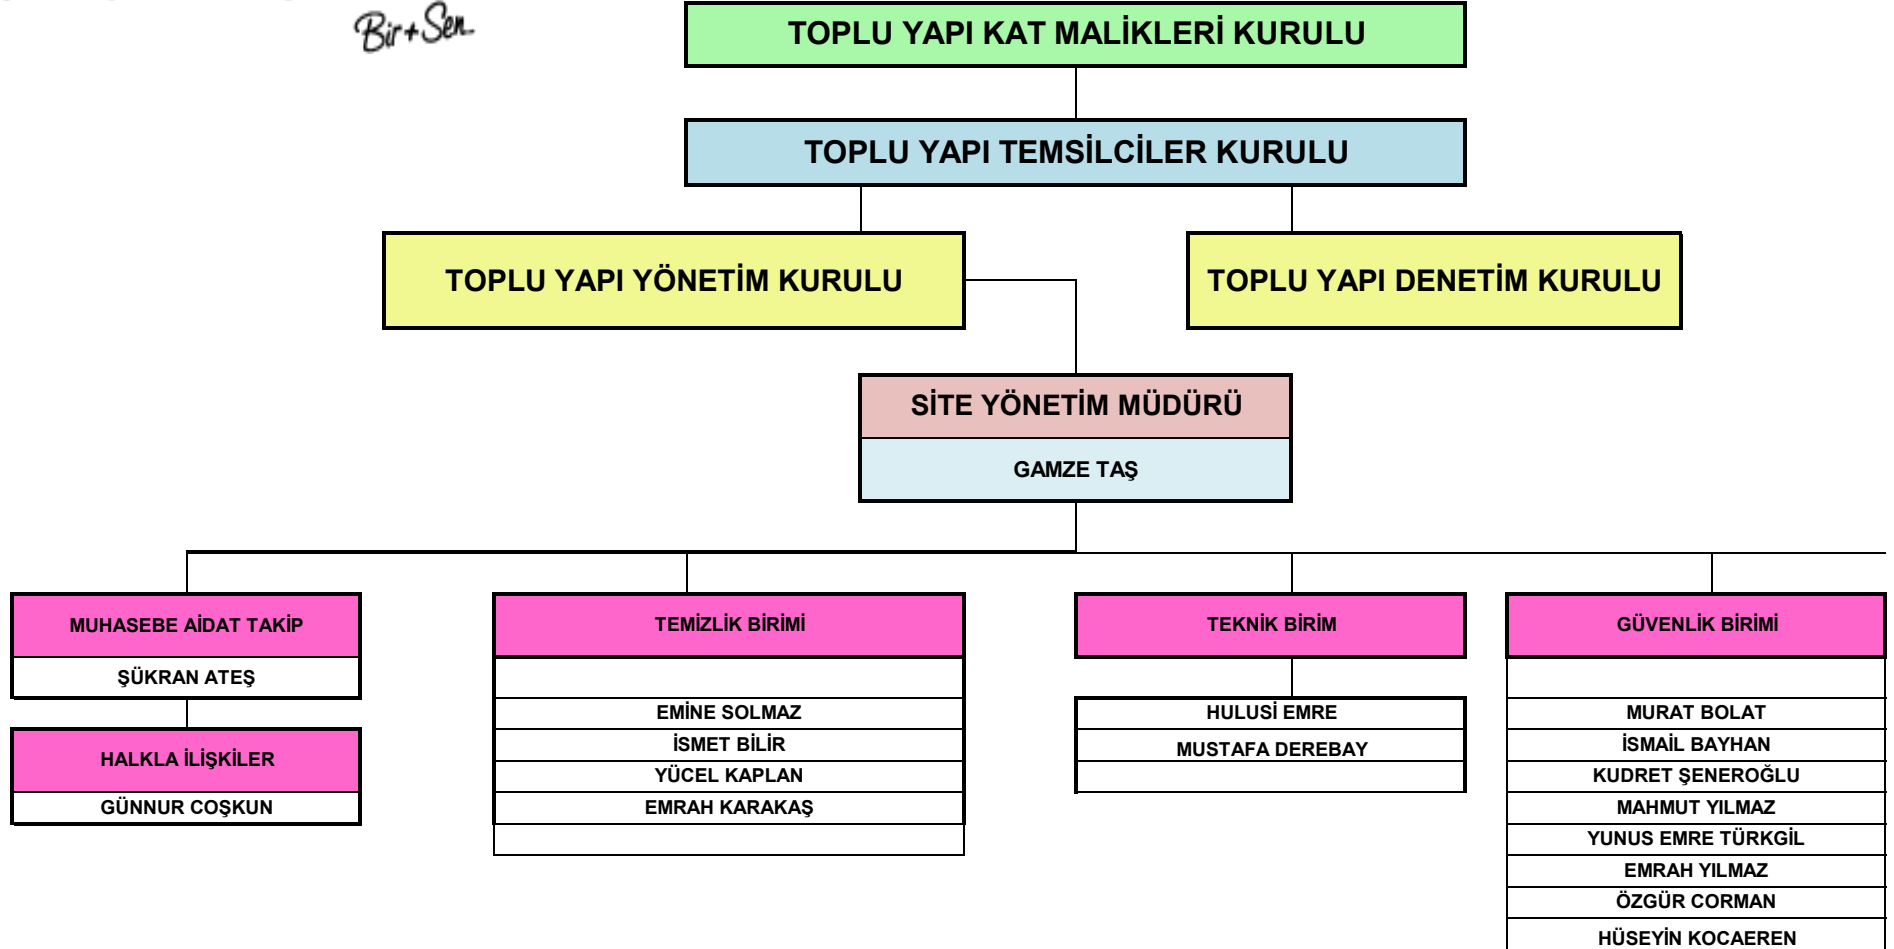 Bir+Sen
TOPLU YAPI KAT MALİKLERİ KURULU
TOPLU YAPI TEMSİLCİLER KURULU
TOPLU YAPI YÖNETİM KURULU
TOPLU YAPI DENETİM KURULU
SİTE YÖNETİM MÜDÜRÜ
GAMZE TAŞ
MUHASEBE AİDAT TAKİP
ŞÜKRAN ATEŞ
HALKLA İLİŞKİLER
GÜNNUR COŞKUN
TEMİZLİK BİRİMİ
EMİNE SOLMAZ
İSMET BİLİR
YÜCEL KAPLAN
EMRAH KARAKAŞ
TEKNİK BİRİM
HULUSİ EMRE
MUSTAFA DEREBAY
GÜVENLİK BİRİMİ
MURAT BOLAT
İSMAİL BAYHAN
KUDRET ŞENEROĞLU
MAHMUT YILMAZ
YUNUS EMRE TÜRKGİL
EMRAH YILMAZ
ÖZGÜR CORMAN
HÜSEYİN KOCAEREN